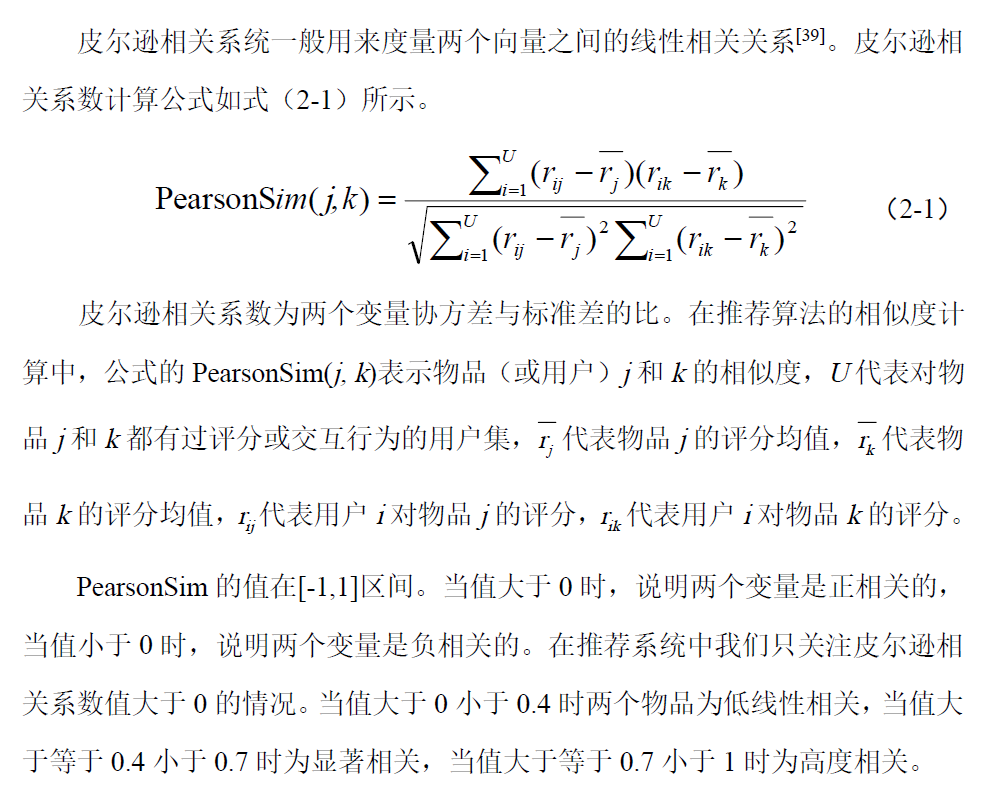 皮尔逊相关系统一般用来度量两个向量之间的线性相关关系[39]。皮尔逊相
关系数计算公式如式（2-1）所示。
PearsonSim(j,k) = \frac{\sum_{i=1}^{U}(r_{ij}-\overline{r_j})(r_{ik}-\overline{r_k})}{\sqrt{\sum_{i=1}^{U}(r_{ij}-\overline{r_j})^2\sum_{i=1}^{U}(r_{ik}-\overline{r_k})^2}} （2-1）
皮尔逊相关系数为两个变量协方差与标准差的比。在推荐算法的相似度计
算中，公式的 PearsonSim(j, k)表示物品（或用户）j 和 k 的相似度，U 代表对物
品 j 和 k 都有过评分或交互行为的用户集，\overline{r_j} 代表物品 j 的评分均值，\overline{r_k} 代表物
品 k 的评分均值，r_{ij} 代表用户 i 对物品 j 的评分，r_{ik} 代表用户 i 对物品 k 的评分。
PearsonSim 的值在[-1,1]区间。当值大于 0 时，说明两个变量是正相关的，
当值小于 0 时，说明两个变量是负相关的。在推荐系统中我们只关注皮尔逊相
关系数值大于 0 的情况。当值大于 0 小于 0.4 时两个物品为低线性相关，当值大
于等于 0.4 小于 0.7 时为显著相关，当值大于等于 0.7 小于 1 时为高度相关。